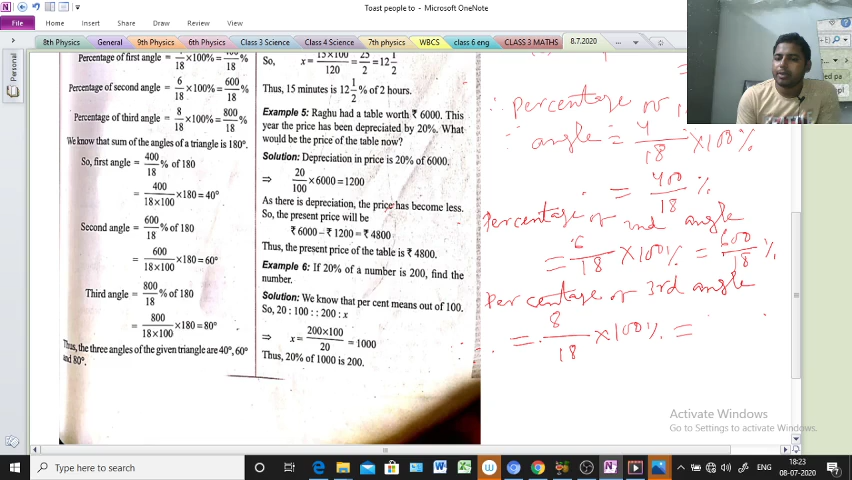 Toast people to - Microsoft OneNote
File Home Insert Draw Review View
8th Physics General 9th Physics 6th Physics Class 3 Science Class 4 Science 7th physics WBCS class 6 eng CLASS 3 MATHS 8.7.2020 ...
Personal
Percentage of first angle = /18 ×100% = /18 %
Percentage of second angle = 6/18 ×100% = 600/18 %
Percentage of third angle = 8/18 ×100% = 800/18 %
We know that sum of the angles of a triangle is 180°.
So, first angle = 400/18 % of 180
= 400/18×100 ×180 = 40°
Second angle = 600/18 % of 180
= 600/18×100 ×180 = 60°
Third angle = 800/18 % of 180
= 800/18×100 ×180 = 80°
Thus, the three angles of the given triangle are 40°, 60°
and 80°.
So, x = 15×100/120 = 25/2 = 12 1/2
Thus, 15 minutes is 12 1/2 % of 2 hours.
Example 5: Raghu had a table worth ₹ 6000. This
year the price has been depreciated by 20%. What
would be the price of the table now?
Solution: Depreciation in price is 20% of 6000.
⇒ 20/100 ×6000 = 1200
As there is depreciation, the price has become less.
So, the present price will be
₹ 6000 – ₹ 1200 = ₹ 4800
Thus, the present price of the table is ₹ 4800.
Example 6: If 20% of a number is 200, find the
number.
Solution: We know that per cent means out of 100.
So, 20 : 100 : : 200 : x
⇒ x = 200×100/20 = 1000
Thus, 20% of 1000 is 200.
∴ Percentage of
angle = 4/18 ×100%
= 400/18 %
Percentage of 2nd angle
= 6/18 ×100% = 600/18 %
Percentage of 3rd angle
= 8/18 ×100% =
Activate Windows
Go to Settings to activate Windows.
Type here to search
ENG
18:23
08-07-2020